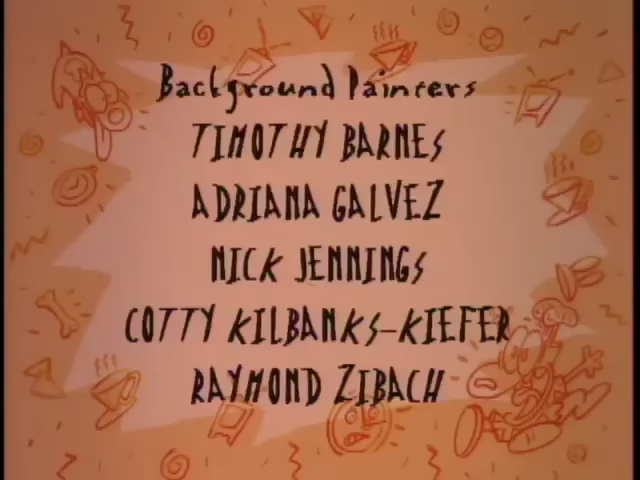 Background Painters
TIMOTHY BARNES
ADRIANA GALVEZ
NICK JENNINGS
COTTY KILBANKS-KIEFER
RAYMOND ZIBACH